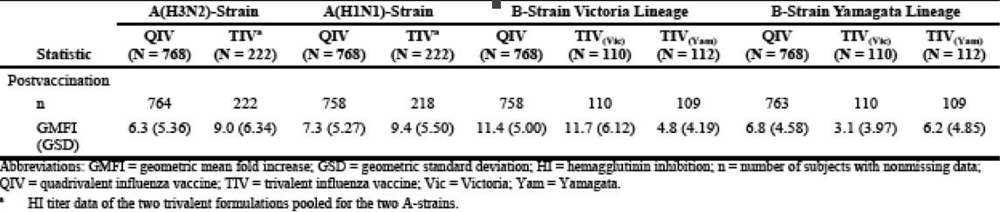 A(H3N2)-Strain A(H1N1)-Strain B-Strain Victoria Lineage B-Strain Yamagata Lineage
QIV TIVa QIV TIVa QIV TIV(Vic) TIV(Yam) QIV TIV(Vic) TIV(Yam)
Statistic (N = 768) (N = 222) (N = 768) (N = 222) (N = 768) (N = 110) (N = 112) (N = 768) (N = 110) (N = 112)
Postvaccination
n 764 222 758 218 758 110 109 763 110 109
GMFI 6.3 (5.36) 9.0 (6.34) 7.3 (5.27) 9.4 (5.50) 11.4 (5.00) 11.7 (6.12) 4.8 (4.19) 6.8 (4.58) 3.1 (3.97) 6.2 (4.85)
(GSD)
Abbreviations: GMFI = geometric mean fold increase; GSD = geometric standard deviation; HI = hemagglutinin inhibition; n = number of subjects with nonmissing data;
QIV = quadrivalent influenza vaccine; TIV = trivalent influenza vaccine; Vic = Victoria; Yam = Yamagata.
a HI titer data of the two trivalent formulations pooled for the two A-strains.